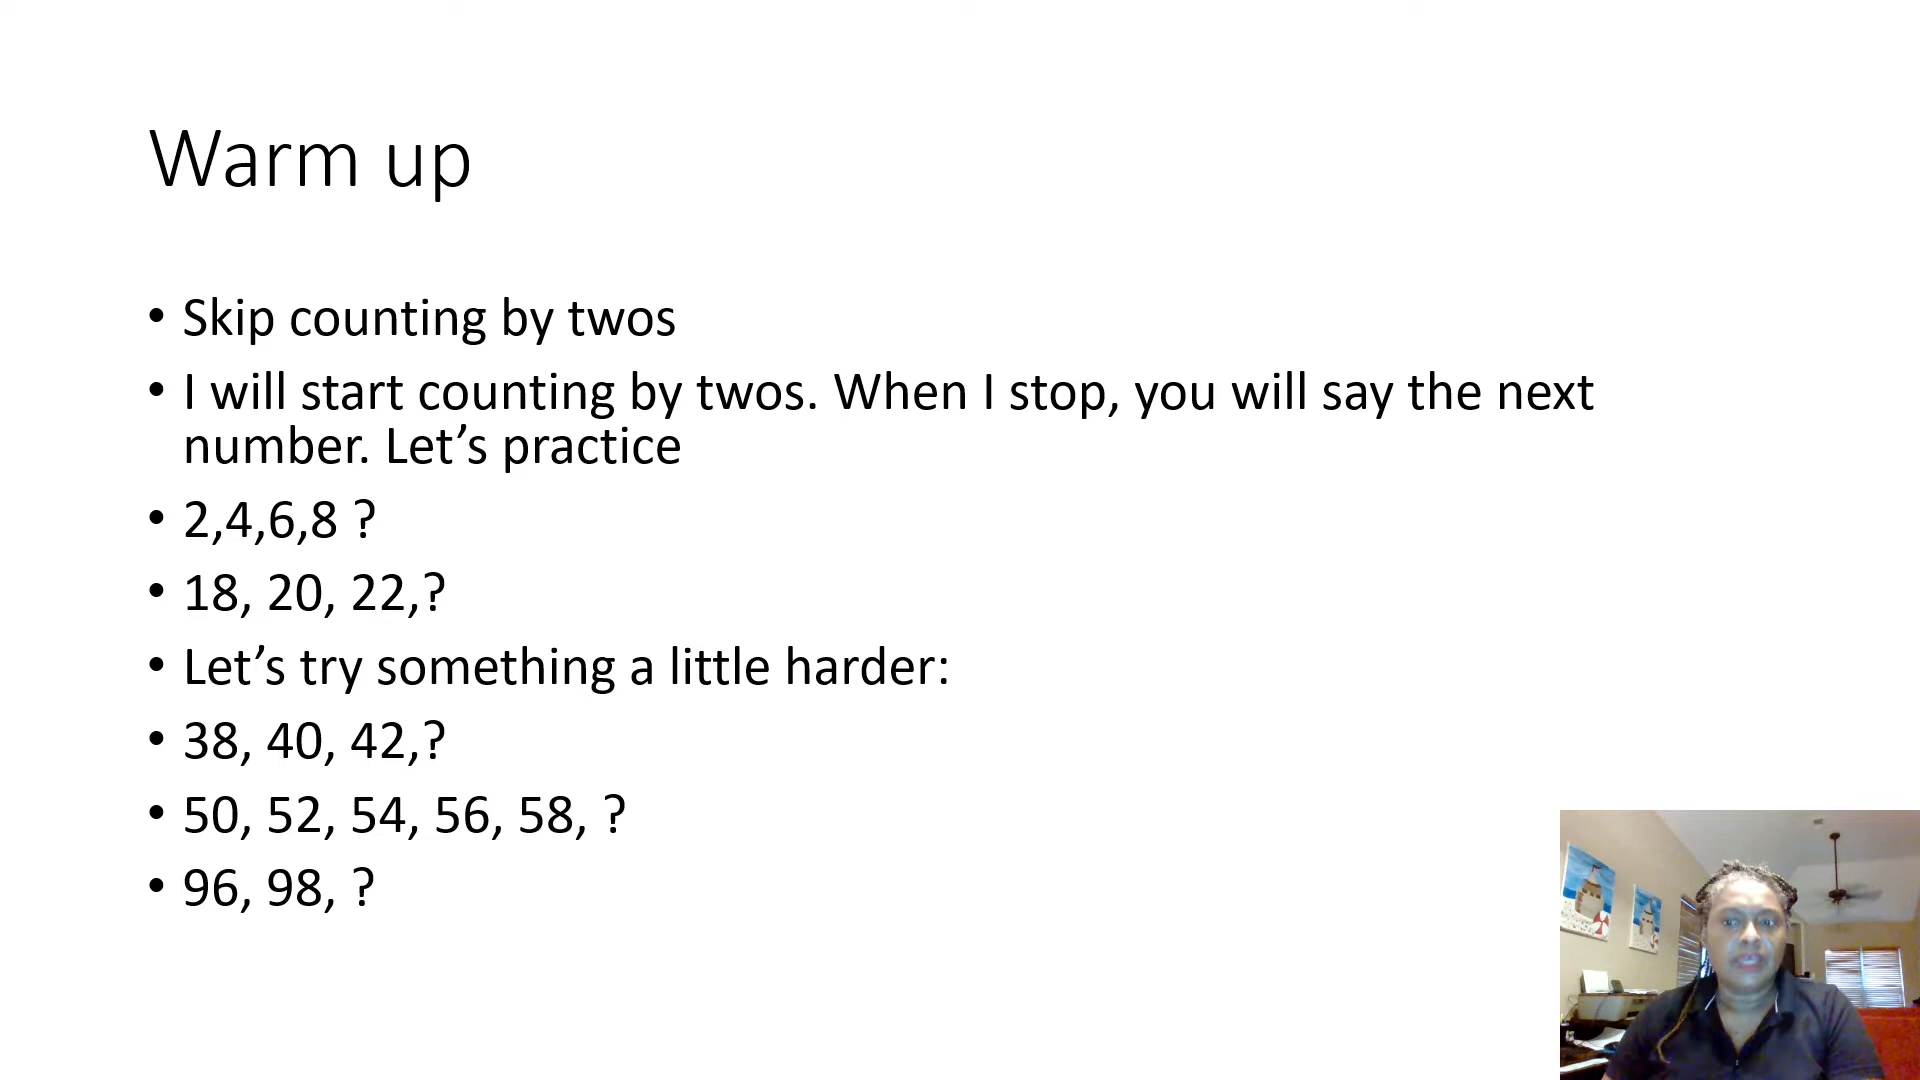 Warm up
• Skip counting by twos
• I will start counting by twos. When I stop, you will say the next
number. Let’s practice
• 2,4,6,8 ?
• 18, 20, 22,?
• Let’s try something a little harder:
• 38, 40, 42,?
• 50, 52, 54, 56, 58, ?
• 96, 98, ?